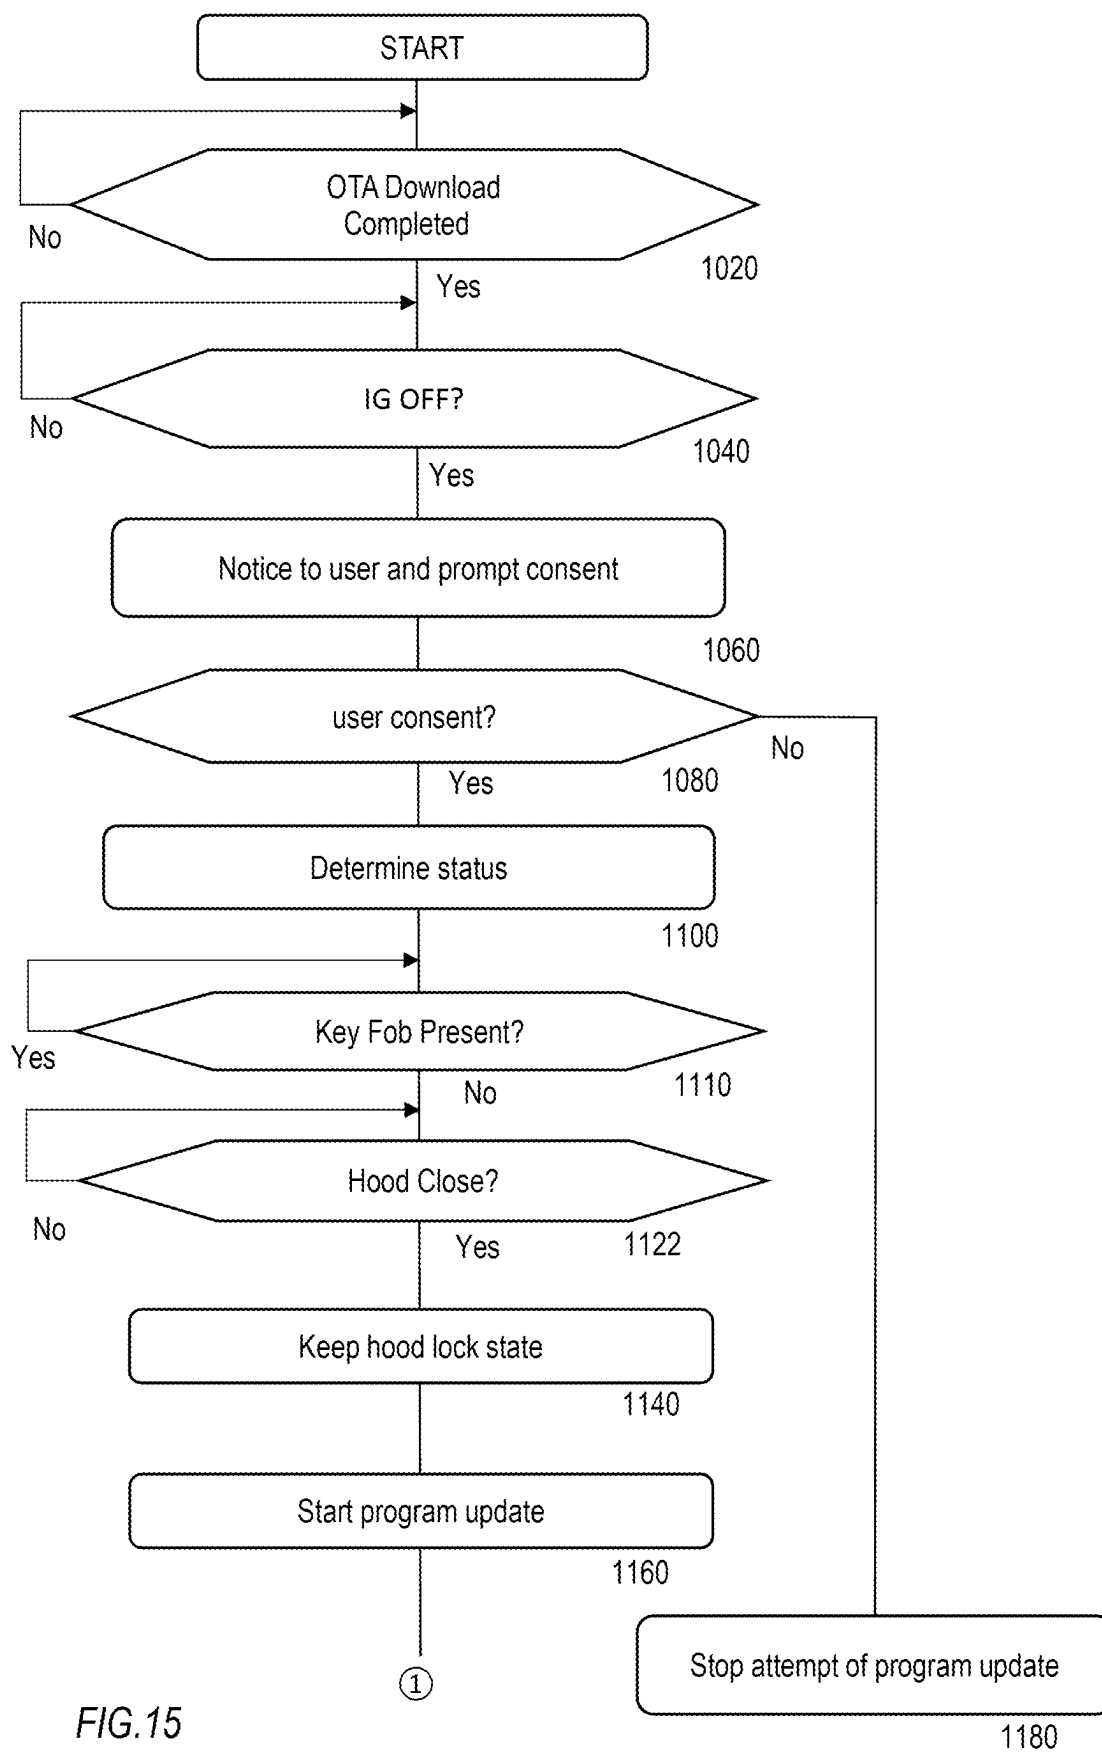 START
OTA Download
Completed
No
1020
Yes
IG OFF?
No
1040
Yes
Notice to user and prompt consent
1060
user consent?
No
1080
Yes
Determine status
1100
Key Fob Present?
Yes
1110
No
Hood Close?
No
1122
Yes
Keep hood lock state
1140
Start program update
1160
Stop attempt of program update
1
FIG.15
1180